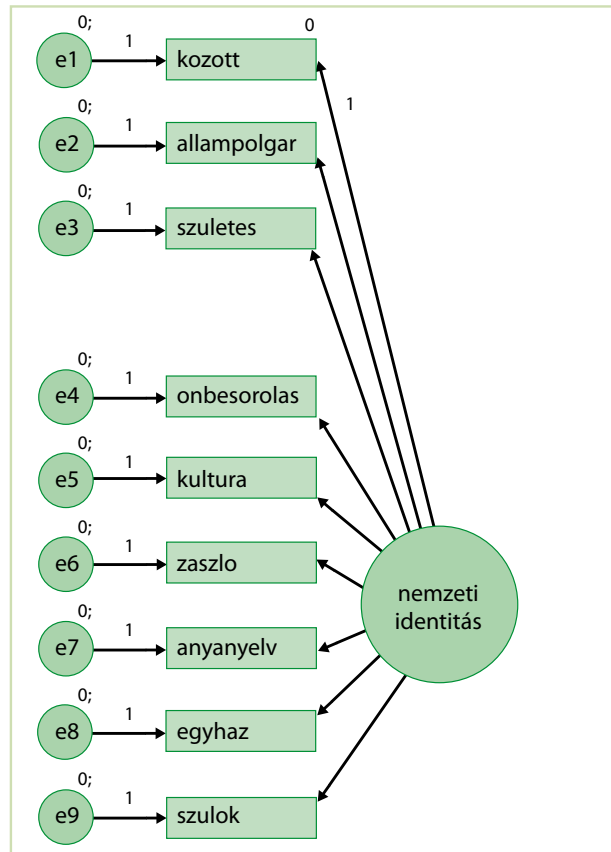 0; 0
e1 1 kozott
1
0;
e2 1 allampolgar
0;
e3 1 szuletes
0;
e4 1 onbesorolas
0;
e5 1 kultura
0;
e6 1 zaszlo
nemzeti
identitás
0;
e7 1 anyanyelv
0;
e8 1 egyhaz
0;
e9 1 szulok